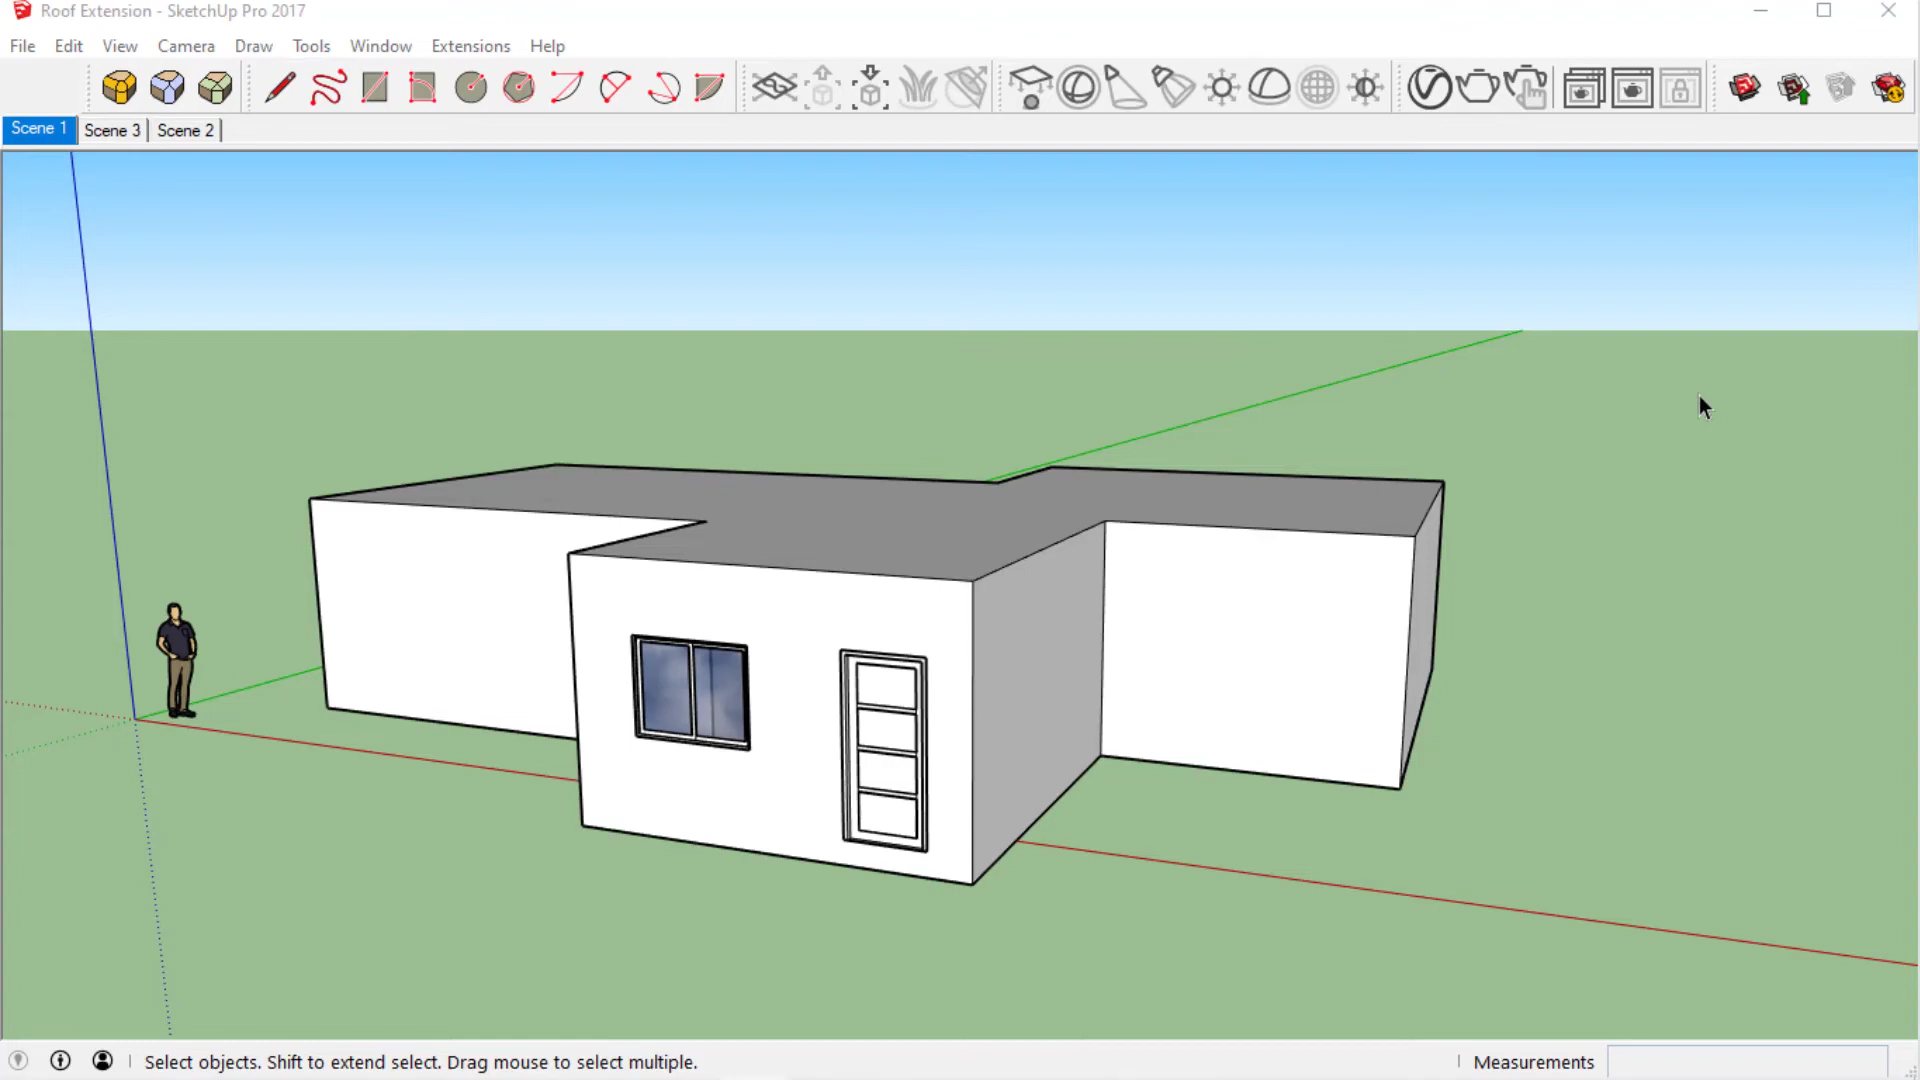 Roof Extension - SketchUp Pro 2017
File Edit View Camera Draw Tools Window Extensions Help
Scene 1 Scene 3 Scene 2
Select objects. Shift to extend select. Drag mouse to select multiple. Measurements